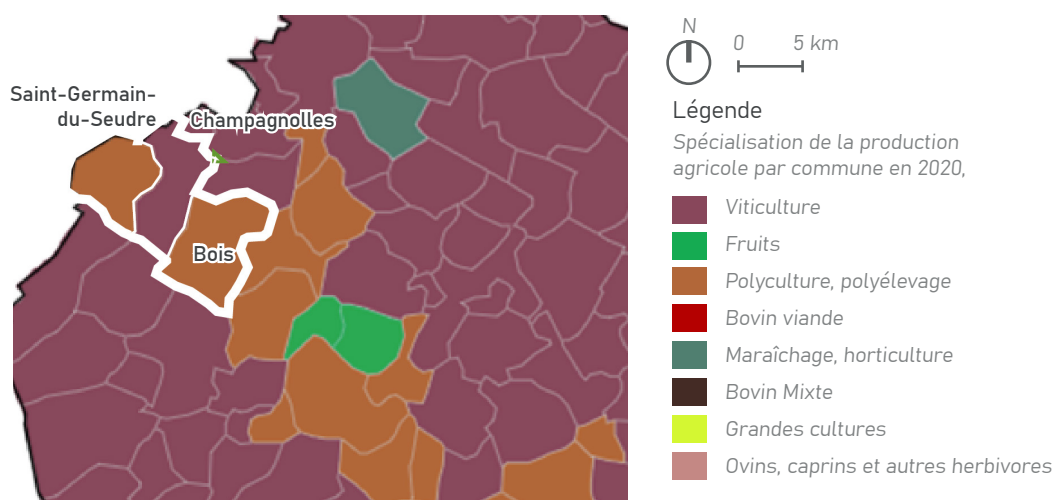 Saint-Germain-
du-Seudre
Champagnolles
Bois
N
0 5 km
Légende
Spécialisation de la production
agricole par commune en 2020,
Viticulture
Fruits
Polyculture, polyélevage
Bovin viande
Maraîchage, horticulture
Bovin Mixte
Grandes cultures
Ovins, caprins et autres herbivores